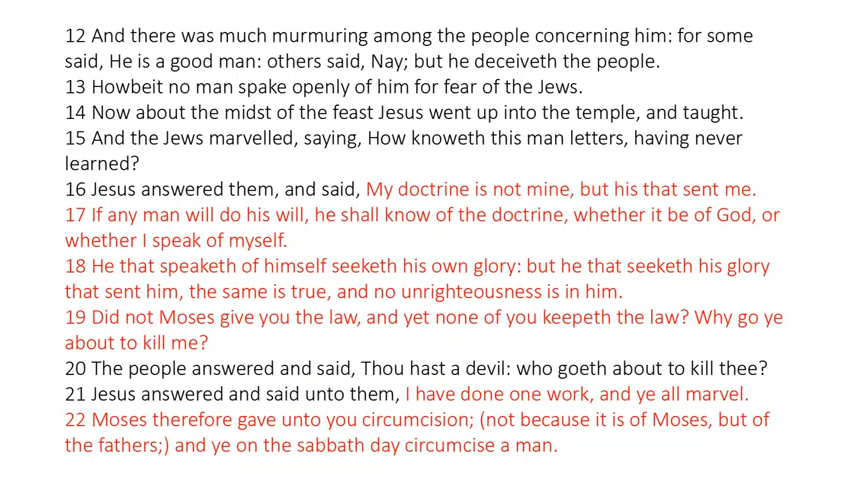 12 And there was much murmuring among the people concerning him: for some
said, He is a good man: others said, Nay; but he deceiveth the people.
13 Howbeit no man spake openly of him for fear of the Jews.
14 Now about the midst of the feast Jesus went up into the temple, and taught.
15 And the Jews marvelled, saying, How knoweth this man letters, having never
learned?
16 Jesus answered them, and said, My doctrine is not mine, but his that sent me.
17 If any man will do his will, he shall know of the doctrine, whether it be of God, or
whether I speak of myself.
18 He that speaketh of himself seeketh his own glory: but he that seeketh his glory
that sent him, the same is true, and no unrighteousness is in him.
19 Did not Moses give you the law, and yet none of you keepeth the law? Why go ye
about to kill me?
20 The people answered and said, Thou hast a devil: who goeth about to kill thee?
21 Jesus answered and said unto them, I have done one work, and ye all marvel.
22 Moses therefore gave unto you circumcision; (not because it is of Moses, but of
the fathers;) and ye on the sabbath day circumcise a man.